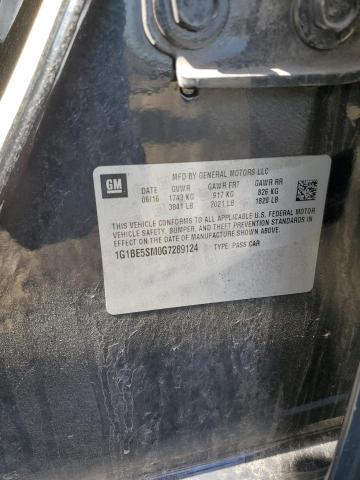 MFD BY GENERAL MOTORS LLC
GM
DATE GVWR GAWR FRT GAWR RR
06/16 1743 KG 917 KG 826 KG
3841 LB 2021 LB 1820 LB
THIS VEHICLE CONFORMS TO ALL APPLICABLE U.S. FEDERAL MOTOR
VEHICLE SAFETY, BUMPER, AND THEFT PREVENTION STANDARDS IN
EFFECT ON THE DATE OF MANUFACTURE SHOWN ABOVE.
1G1BE5SM0G7289124 TYPE: PASS CAR